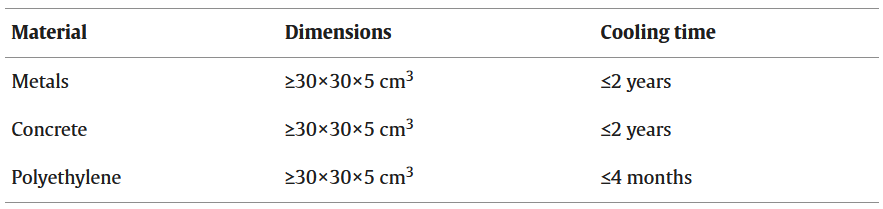 Material Dimensions Cooling time
Metals ≥30×30×5 cm³ ≤2 years
Concrete ≥30×30×5 cm³ ≤2 years
Polyethylene ≥30×30×5 cm³ ≤4 months